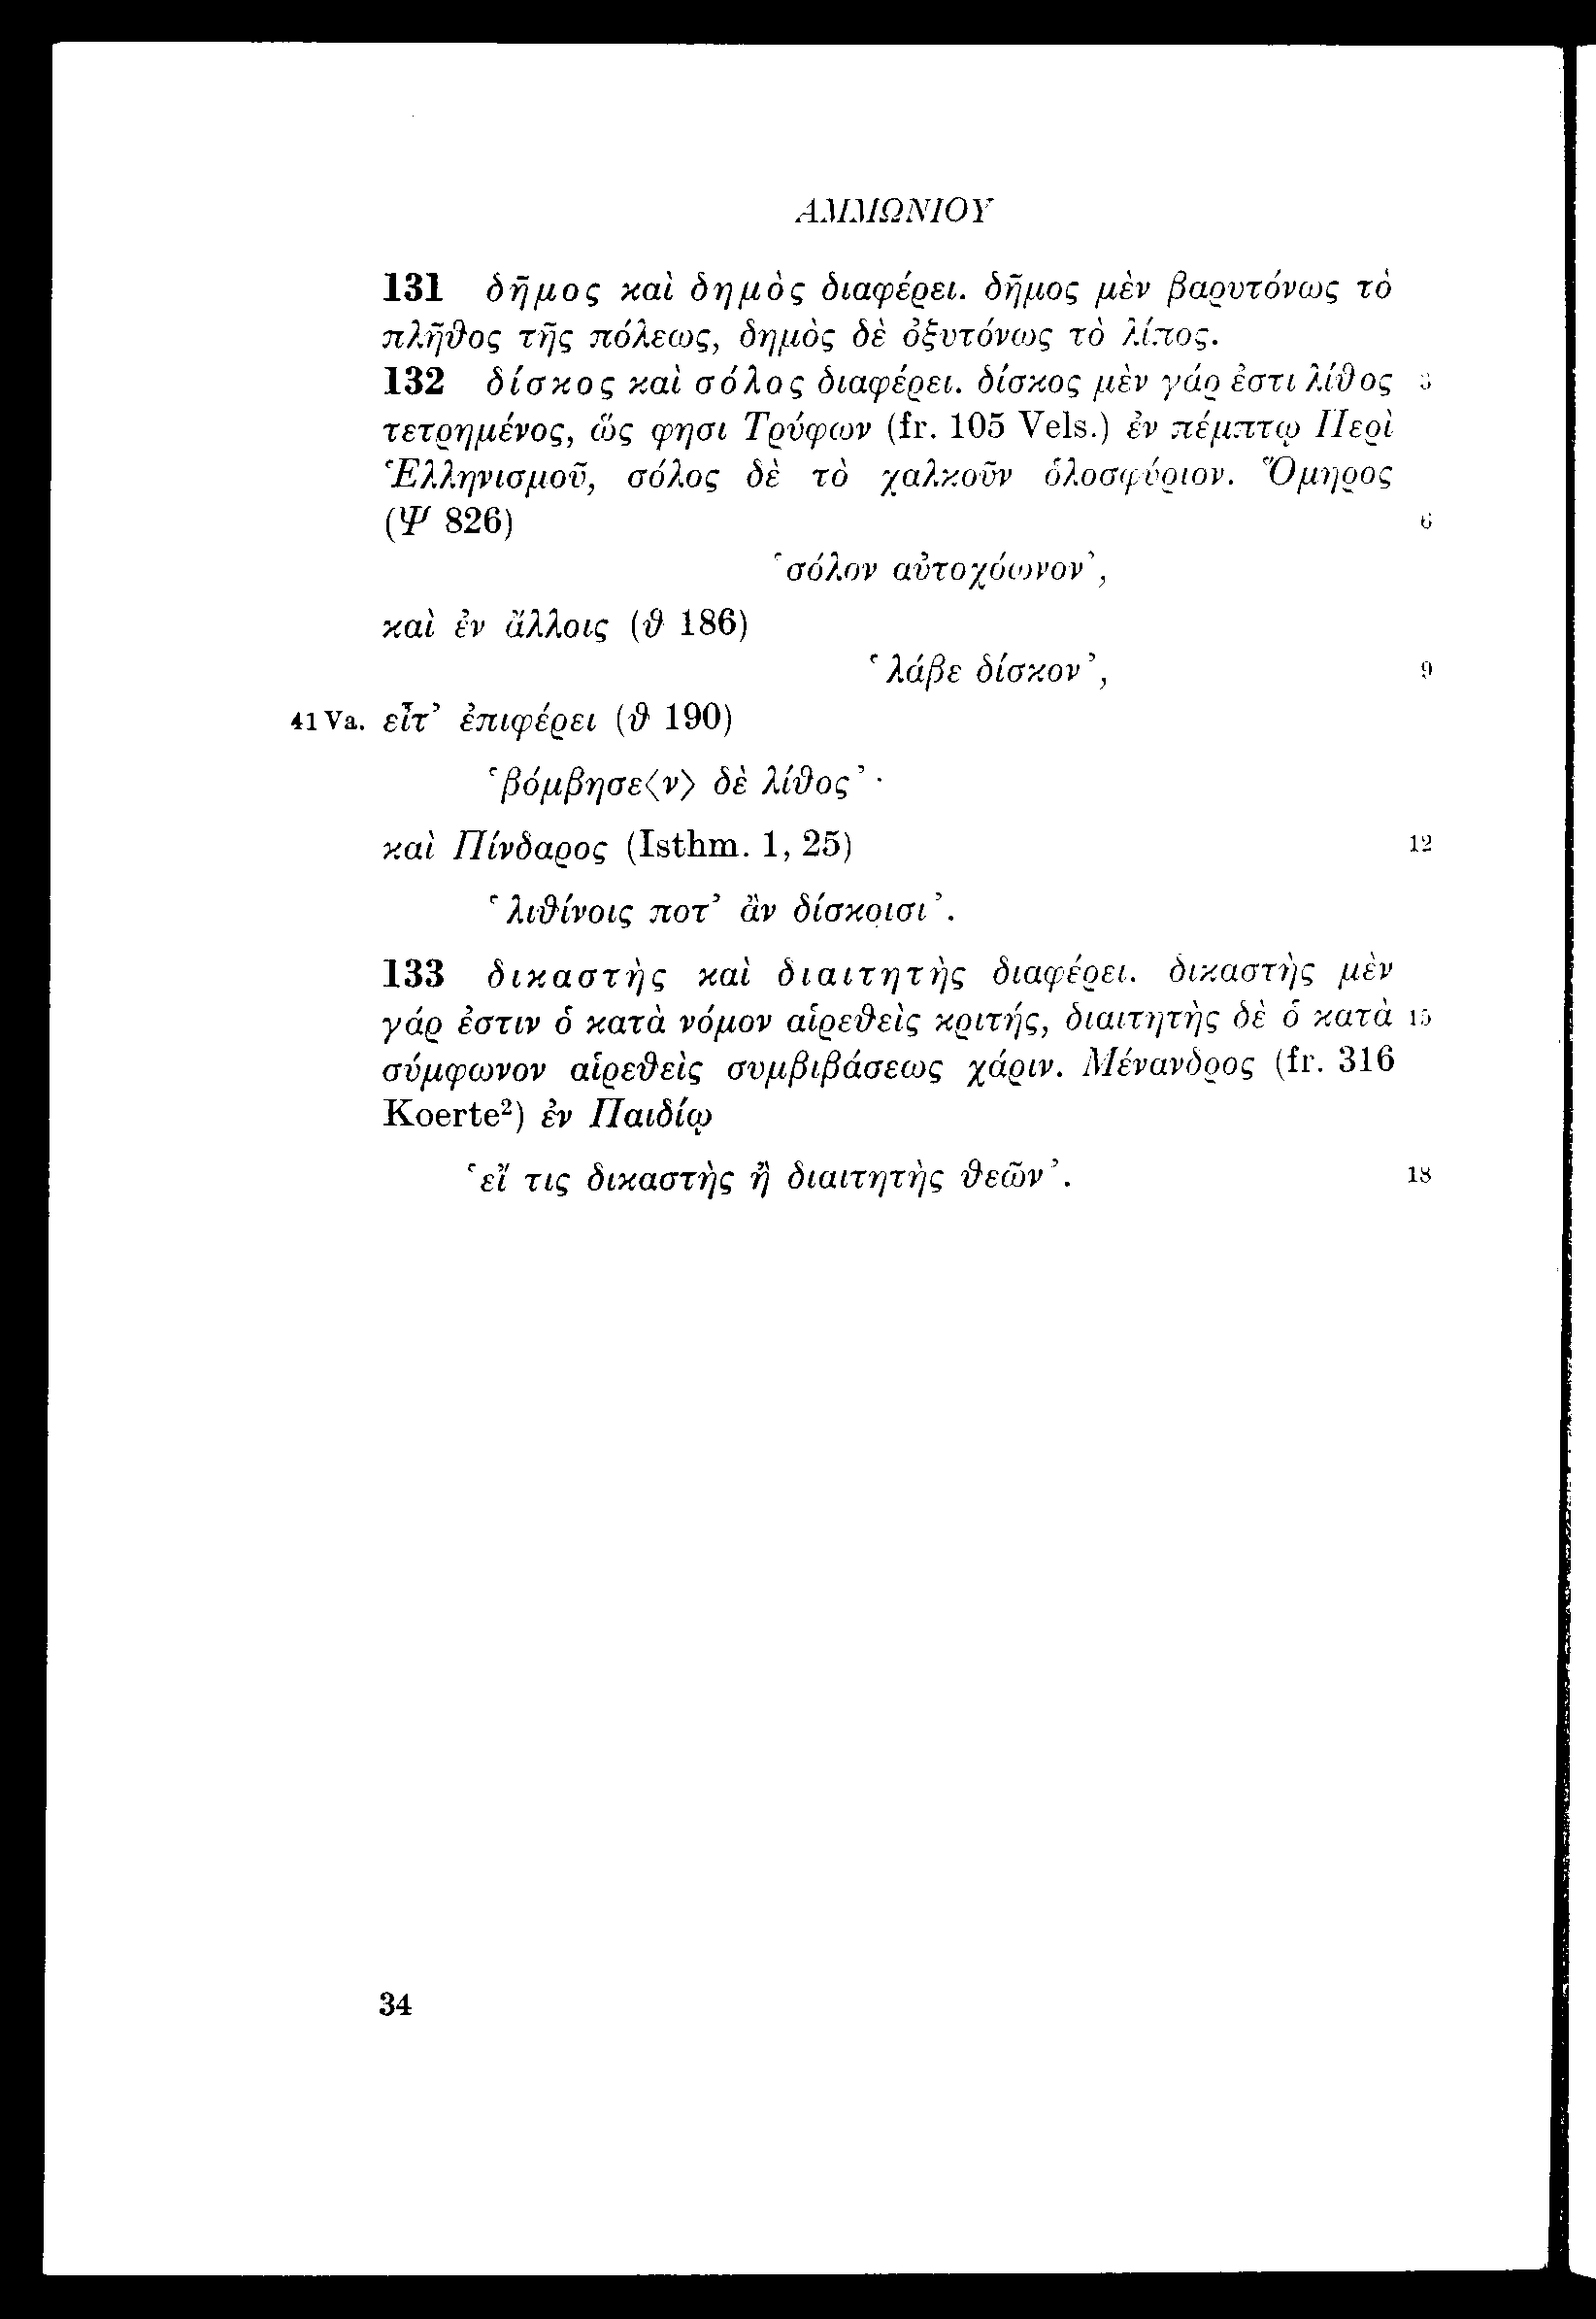 ΑΜΜΩΝΙΟΥ
131 δῆμος καὶ δημὸς διαφέρει. δῆμος μὲν βαρυτόνως τὸ
πλῆθος τῆς πόλεως, δημὸς δὲ ὀξυτόνως τὸ λίπος.
132 δίσκος καὶ σόλος διαφέρει. δίσκος μὲν γάρ ἐστι λίθος 3
τετρημένος, ὥς φησι Τρύφων (fr. 105 Vels.) ἐν πέμπτῳ Περὶ
Ἑλληνισμοῦ, σόλος δὲ τὸ χαλκοῦν ὁλοσφύριον. Ὅμηρος
(Ψ 826) 6
‘σόλον αὐτοχόωνον’,
καὶ ἐν ἄλλοις (θ 186)
‘λάβε δίσκον’, 9
41 Va. εἶτ’ ἐπιφέρει (θ 190)
‘βόμβησε⟨ν⟩ δὲ λίθος’ ·
καὶ Πίνδαρος (Isthm. 1, 25) 12
‘λιθίνοις ποτ’ ἂν δίσκοισι’.
133 δικαστὴς καὶ διαιτητὴς διαφέρει. δικαστὴς μὲν
γάρ ἐστιν ὁ κατὰ νόμον αἱρεθεὶς κριτής, διαιτητὴς δὲ ὁ κατὰ 15
σύμφωνον αἱρεθεὶς συμβιβάσεως χάριν. Μένανδρος (fr. 316
Koerte²) ἐν Παιδίῳ
‘εἴ τις δικαστὴς ἢ διαιτητὴς θεῶν’. 18
34